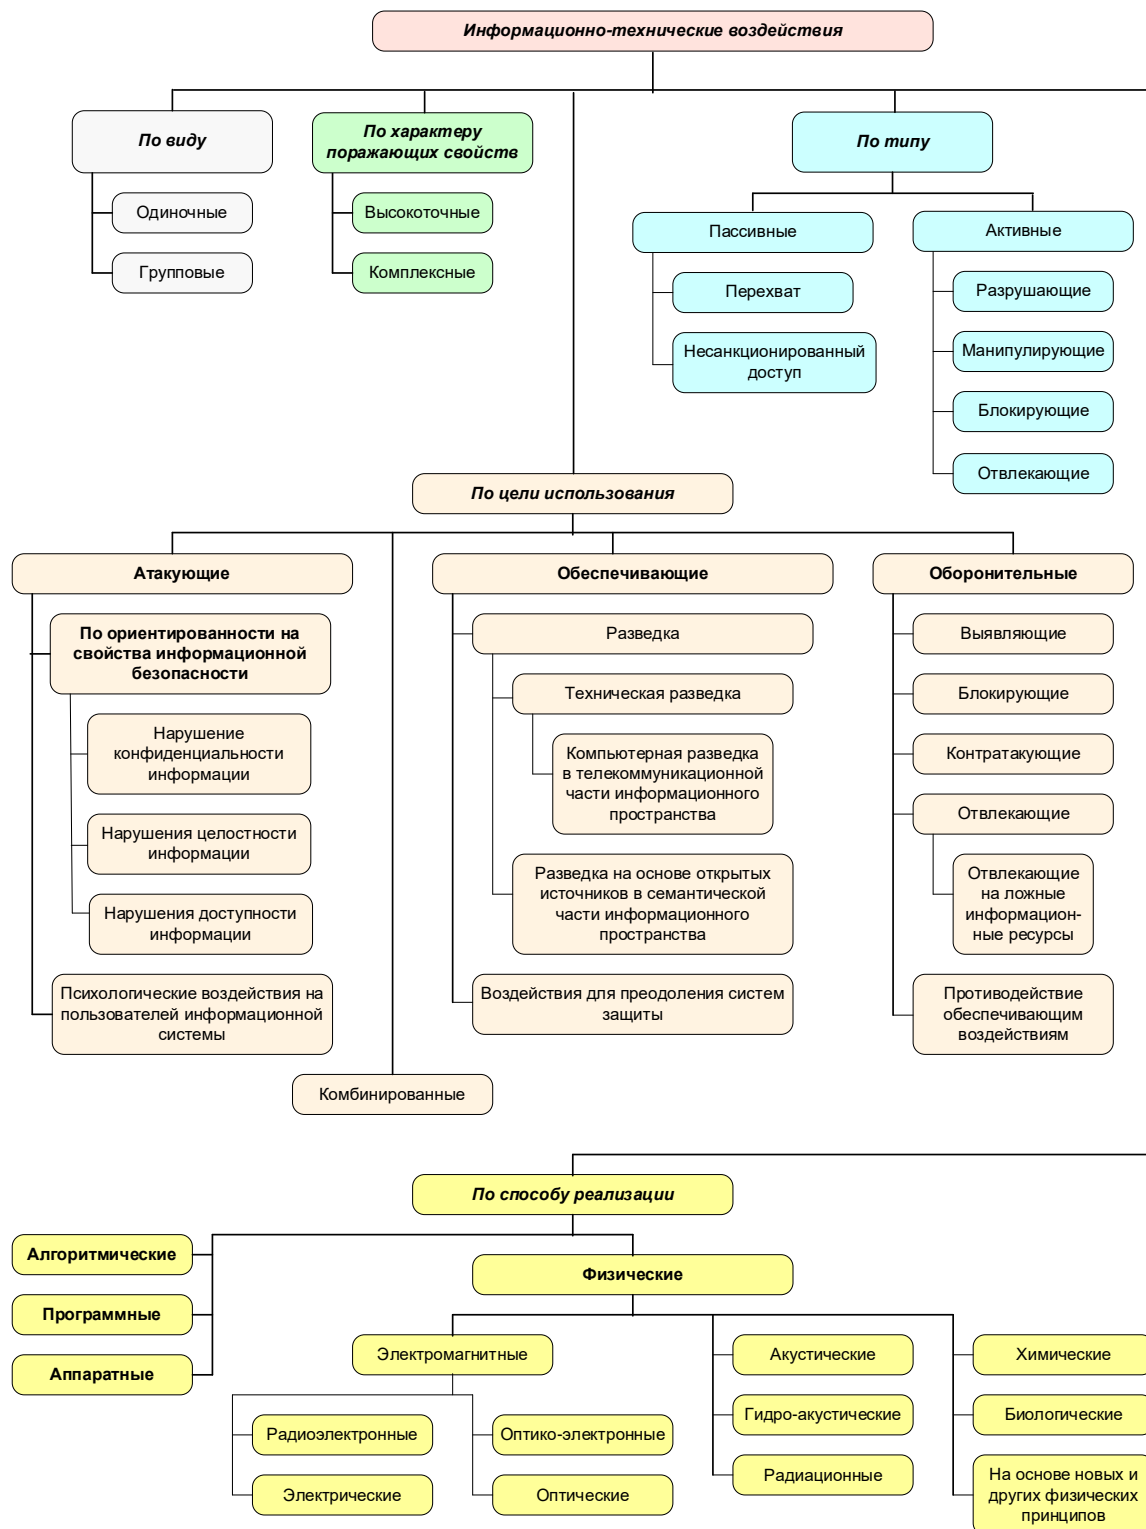 Информационно-технические воздействия
По виду
Одиночные
Групповые
По характеру
поражающих свойств
Высокоточные
Комплексные
По типу
Пассивные
Перехват
Несанкционированный
доступ
Активные
Разрушающие
Манипулирующие
Блокирующие
Отвлекающие
По цели использования
Атакующие
По ориентированности на
свойства информационной
безопасности
Нарушение
конфиденциальности
информации
Нарушения целостности
информации
Нарушения доступности
информации
Психологические воздействия на
пользователей информационной
системы
Комбинированные
Обеспечивающие
Разведка
Техническая разведка
Компьютерная разведка
в телекоммуникационной
части информационного
пространства
Разведка на основе открытых
источников в семантической
части информационного
пространства
Воздействия для преодоления систем
защиты
Оборонительные
Выявляющие
Блокирующие
Контратакующие
Отвлекающие
Отвлекающие
на ложные
информацион-
ные ресурсы
Противодействие
обеспечивающим
воздействиям
По способу реализации
Алгоритмические
Программные
Аппаратные
Физические
Электромагнитные
Радиоэлектронные
Электрические
Оптико-электронные
Оптические
Акустические
Гидро-акустические
Радиационные
Химические
Биологические
На основе новых и
других физических
принципов